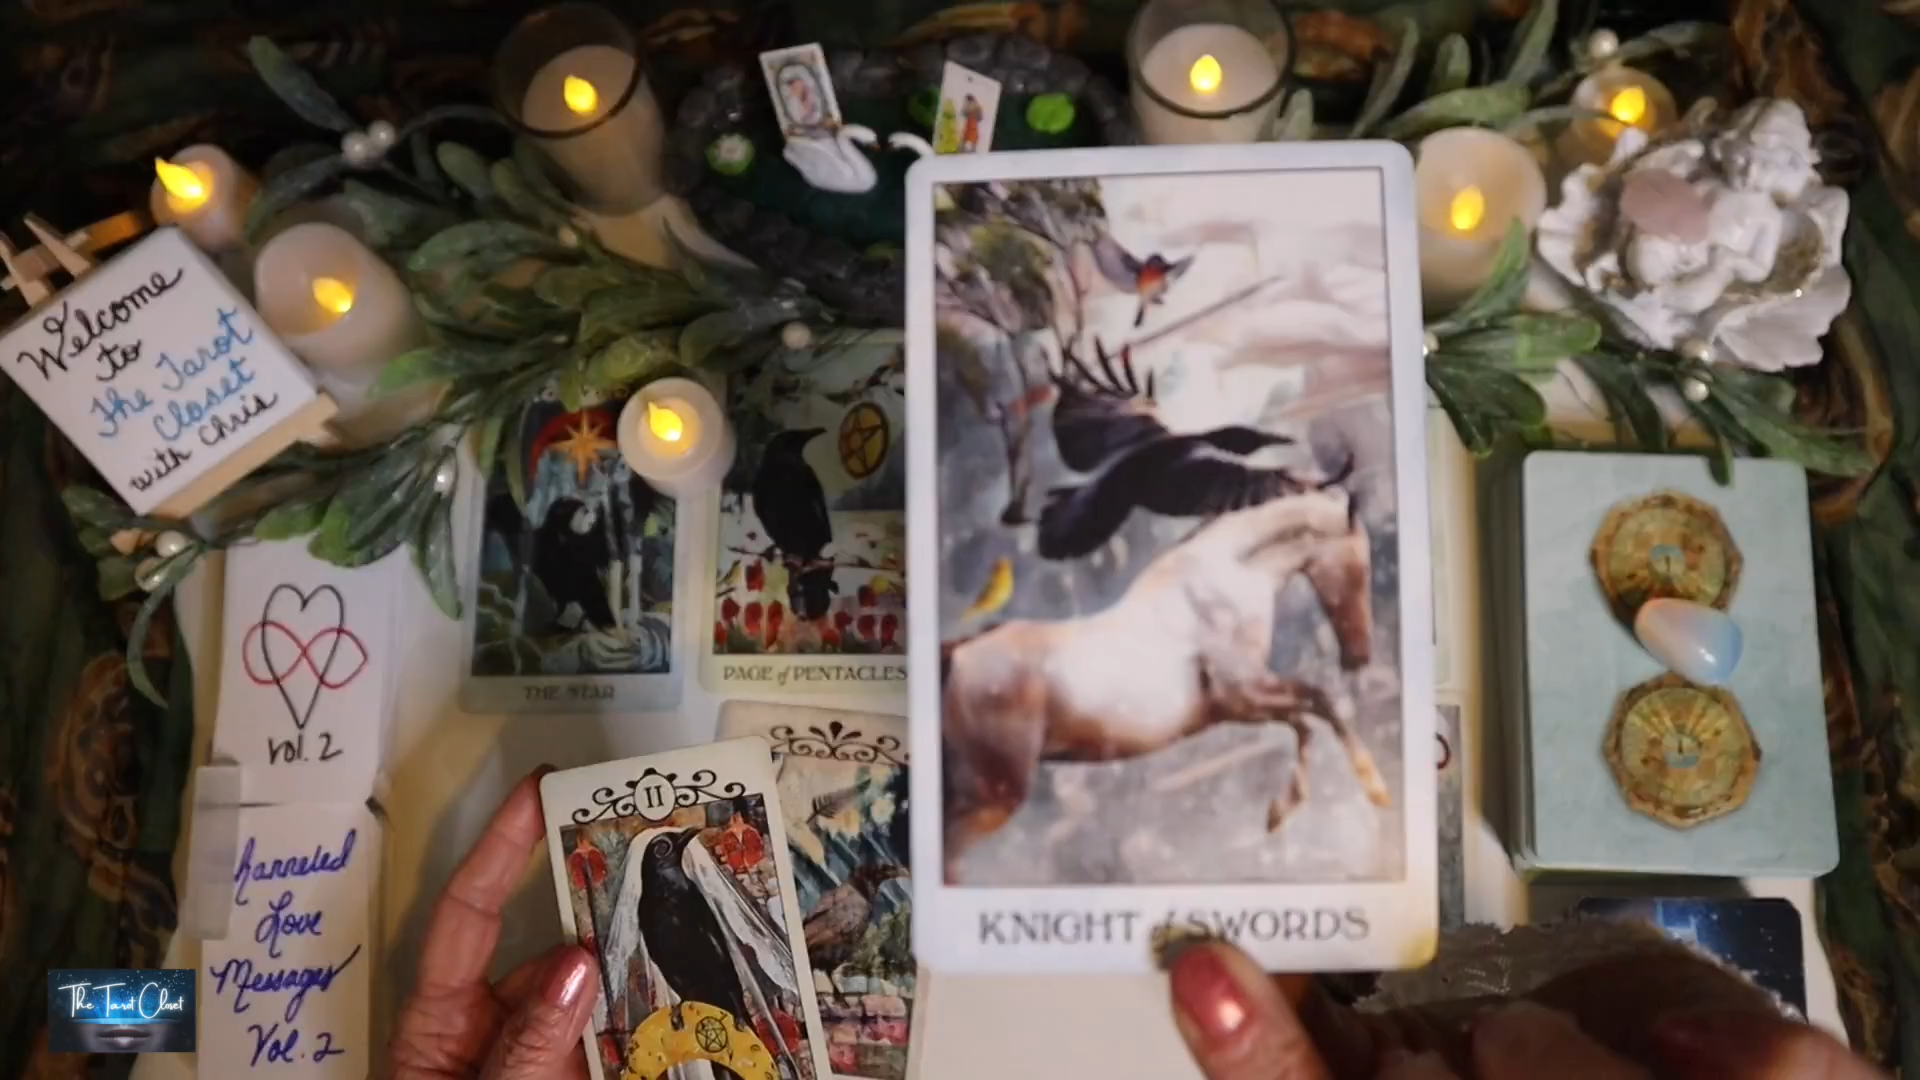 Welcome
to
The Tarot
Closet
with Chris
vol. 2
Channeled
Love
Messages
Vol. 2
THE STAR
PAGE of PENTACLES
II
KNIGHT of SWORDS
The Tarot Closet